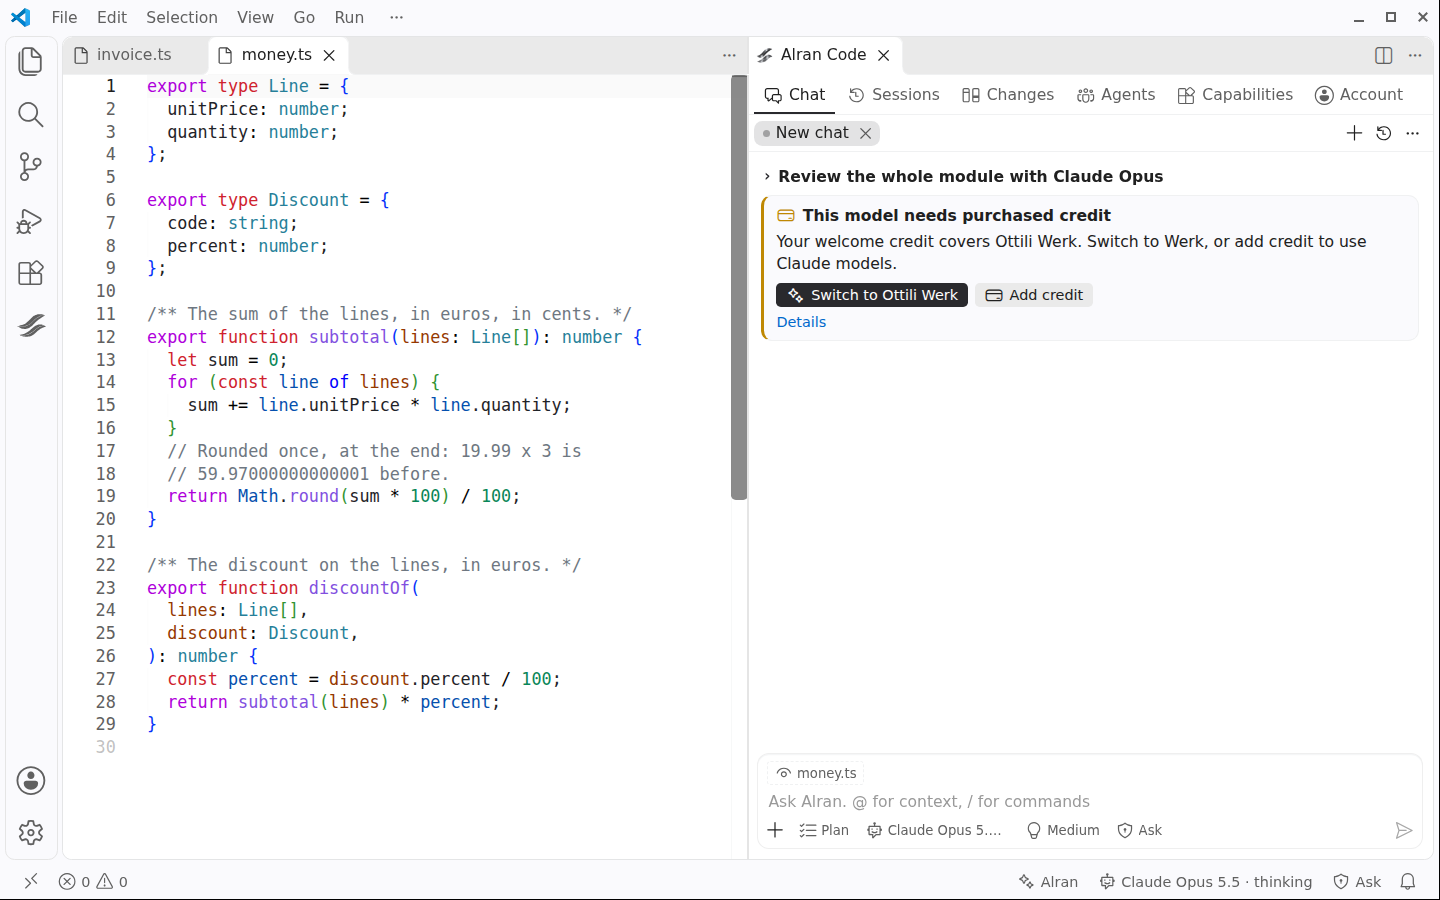 File Edit Selection View Go Run ···
invoice.ts
money.ts
Alran Code
Chat
Sessions
Changes
Agents
Capabilities
Account
New chat
1 export type Line = {
2 unitPrice: number;
3 quantity: number;
4 };
5
6 export type Discount = {
7 code: string;
8 percent: number;
9 };
10
11 /** The sum of the lines, in euros, in cents. */
12 export function subtotal(lines: Line[]): number {
13 let sum = 0;
14 for (const line of lines) {
15 sum += line.unitPrice * line.quantity;
16 }
17 // Rounded once, at the end: 19.99 x 3 is
18 // 59.97000000000001 before.
19 return Math.round(sum * 100) / 100;
20 }
21
22 /** The discount on the lines, in euros. */
23 export function discountOf(
24 lines: Line[],
25 discount: Discount,
26 ): number {
27 const percent = discount.percent / 100;
28 return subtotal(lines) * percent;
29 }
30
Review the whole module with Claude Opus
This model needs purchased credit
Your welcome credit covers Ottili Werk. Switch to Werk, or add credit to use
Claude models.
Switch to Ottili Werk
Add credit
Details
money.ts
Ask Alran. @ for context, / for commands
Plan
Claude Opus 5....
Medium
Ask
0 0
Alran
Claude Opus 5.5 · thinking
Ask